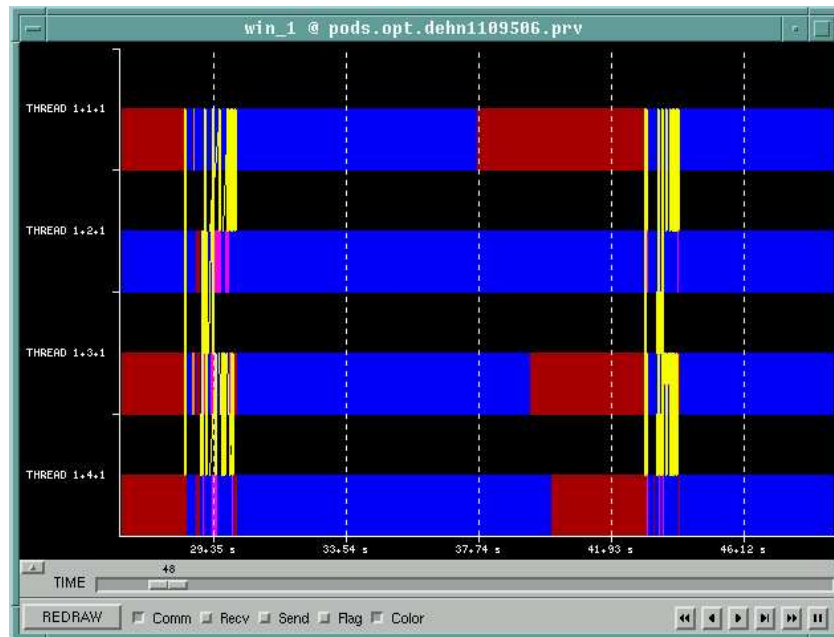 win_1 @ pods.opt.dehn1109506.prv
THREAD 1.1.1
THREAD 1.2.1
THREAD 1.3.1
THREAD 1.4.1
29.35 s 33.54 s 37.74 s 41.93 s 46.12 s
48
TIME
REDRAW Comm Recv Send Flag Color